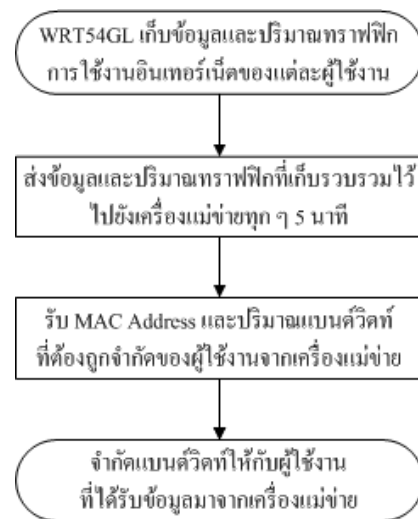 WRT54GL เก็บข้อมูลและปริมาณทราฟฟิก
การใช้งานอินเทอร์เน็ตของแต่ละผู้ใช้งาน
ส่งข้อมูลและปริมาณทราฟฟิกที่เก็บรวบรวมไว้
ไปยังเครื่องแม่ข่ายทุก ๆ 5 นาที
รับ MAC Address และปริมาณแบนด์วิดท์
ที่ต้องถูกจำกัดของผู้ใช้งานจากเครื่องแม่ข่าย
จำกัดแบนด์วิดท์ให้กับผู้ใช้งาน
ที่ได้รับข้อมูลมาจากเครื่องแม่ข่าย